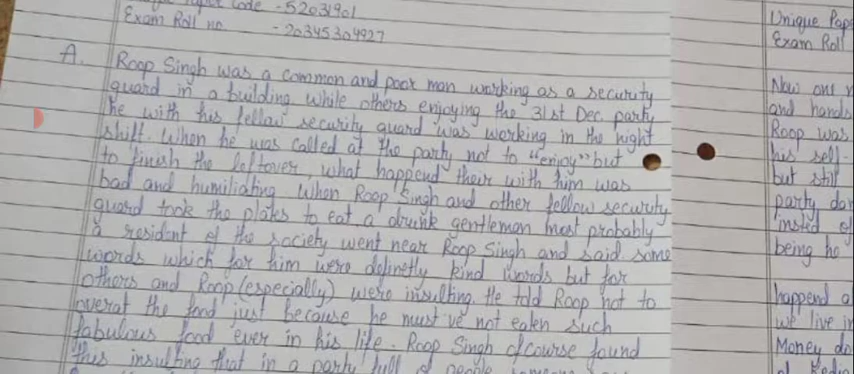 Paper Code - 52031901
Exam Roll no. - 20345304927
A. Roop Singh was a common and poor man working as a security
guard in a building while others enjoying the 31st Dec. party
he with his fellow security guard was working in the night
shift. When he was called at the party not to "enjoy" but
to finish the leftover, what happend their with him was
bad and humiliating. When Roop Singh and other fellow security
guard took the plates to eat a drunk gentleman most probably
a resident of the society went near Roop Singh and said some
words which for him were definetly kind words but for
others and Roop (especially) were insulting. He told Roop not to
overat the food just because he must've not eaten such
fabulous food ever in his life. Roop Singh ofcourse found
this insulting that in a party full of people
Unique Pap
Exam Roll
Now one
and hands
Roop was
his self-
but still
party
insted of
being he
happend a
we live in
Money do
of